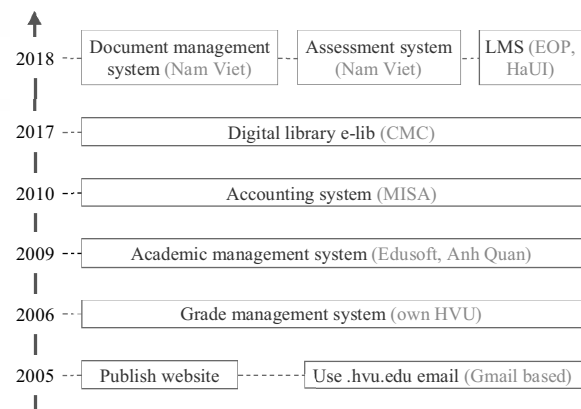 2018
Document management
system (Nam Viet)
Assessment system
(Nam Viet)
LMS (EOP,
HaUI)
2017
Digital library e-lib (CMC)
2010
Accounting system (MISA)
2009
Academic management system (Edusoft, Anh Quan)
2006
Grade management system (own HVU)
2005
Publish website
Use .hvu.edu email (Gmail based)